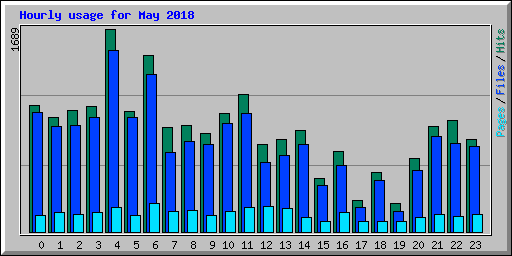 Hourly usage for May 2018
1689
Pages/Files/Hits
0 1 2 3 4 5 6 7 8 9 10 11 12 13 14 15 16 17 18 19 20 21 22 23